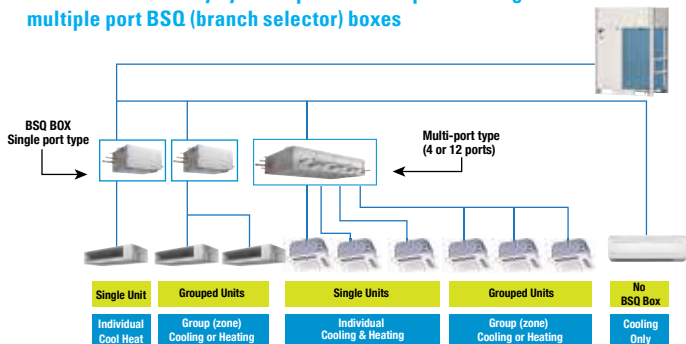 multiple port BSQ (branch selector) boxes
BSQ BOX
Single port type
Multi-port type
(4 or 12 ports)
Single Unit
Grouped Units
Single Units
Grouped Units
No
BSQ Box
Individual
Cool Heat
Group (zone)
Cooling or Heating
Individual
Cooling & Heating
Group (zone)
Cooling or Heating
Cooling
Only